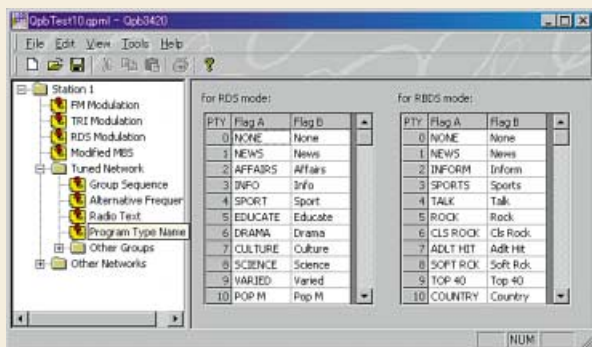 QpbTest10.qpml - Qpb3420
File Edit View Tools Help
Station 1
FM Modulation
TRI Modulation
RDS Modulation
Modified MBS
Tuned Network
Group Sequence
Alternative Frequen
Radio Text
Program Type Name
Other Groups
Other Networks
for RDS mode:
PTY Flag A Flag B
0 NONE None
1 NEWS News
2 AFFAIRS Affairs
3 INFO Info
4 SPORT Sport
5 EDUCATE Educate
6 DRAMA Drama
7 CULTURE Culture
8 SCIENCE Science
9 VARIED Varied
10 POP M Pop M
for RBDS mode:
PTY Flag A Flag B
0 NONE None
1 NEWS News
2 INFORM Inform
3 SPORTS Sports
4 TALK Talk
5 ROCK Rock
6 CLS ROCK Cls Rock
7 ADLT HIT Adlt Hit
8 SOFT RCK Soft Rck
9 TOP 40 Top 40
10 COUNTRY Country
NUM